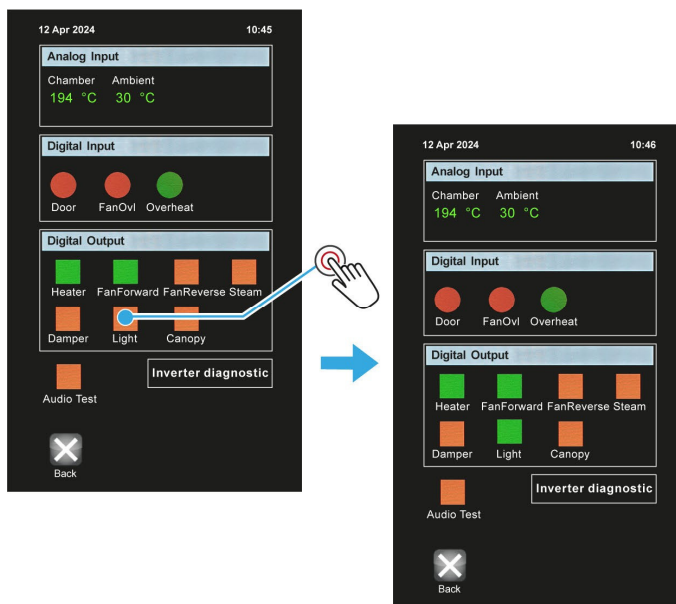 12 Apr 2024 10:45
Analog Input
Chamber Ambient
194 °C 30 °C
Digital Input
Door FanOvl Overheat
Digital Output
Heater FanForward FanReverse Steam
Damper Light Canopy
Inverter diagnostic
Audio Test
Back
12 Apr 2024 10:46
Analog Input
Chamber Ambient
194 °C 30 °C
Digital Input
Door FanOvl Overheat
Digital Output
Heater FanForward FanReverse Steam
Damper Light Canopy
Inverter diagnostic
Audio Test
Back